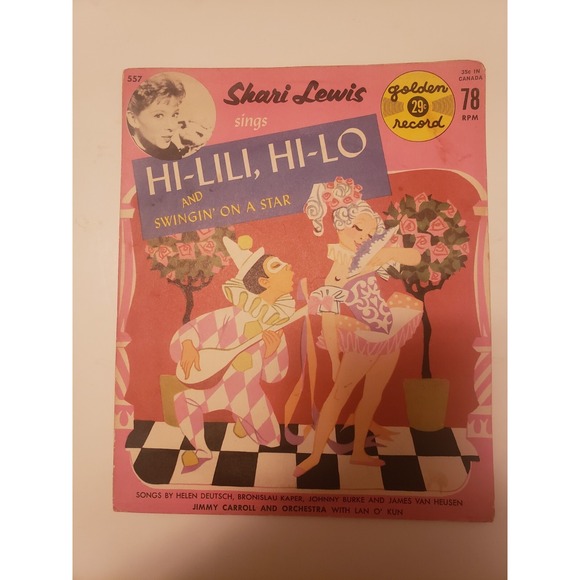 557
Shari Lewis
sings
HI-LILI, HI-LO
AND
SWINGIN' ON A STAR
golden
29¢
record
35¢ IN
CANADA
78
RPM
SONGS BY HELEN DEUTSCH, BRONISLAU KAPER, JOHNNY BURKE AND JAMES VAN HEUSEN
JIMMY CARROLL AND ORCHESTRA WITH LAN O' KUN